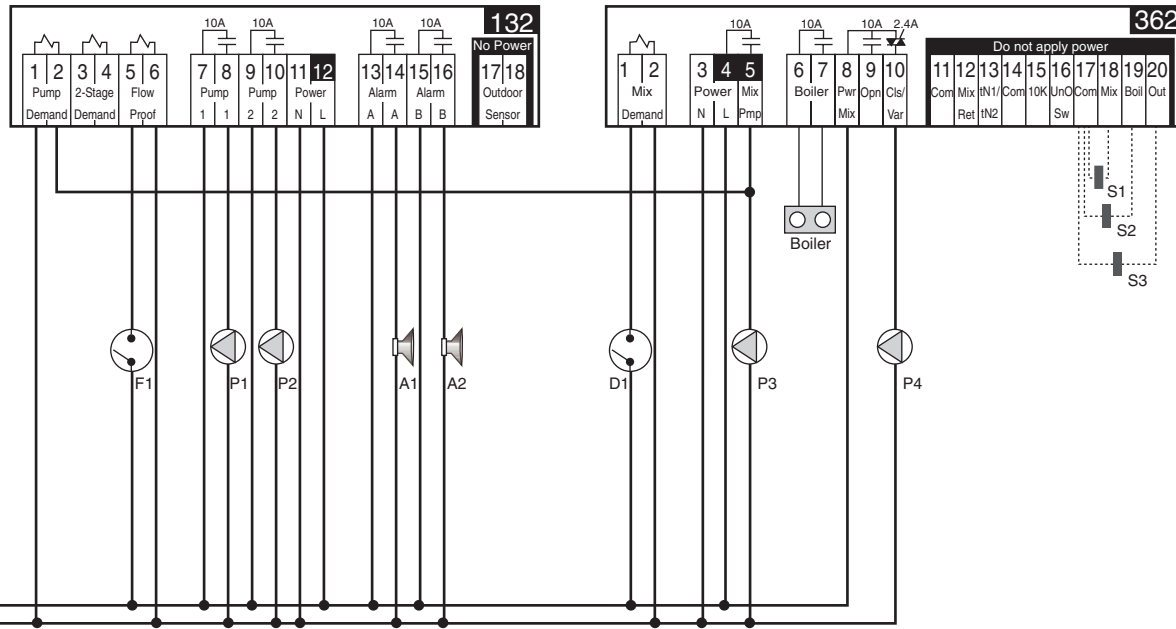 132
10A 10A 10A 10A
No Power
1 2 3 4 5 6 7 8 9 10 11 12 13 14 15 16 17 18
Pump 2-Stage Flow Pump Pump Power Alarm Alarm Outdoor
Demand Demand Proof 1 1 2 2 N L A A B B Sensor
362
10A 10A 10A 2.4A
Do not apply power
1 2 3 4 5 6 7 8 9 10 11 12 13 14 15 16 17 18 19 20
Mix Power Mix Boiler Pwr Opn Cls/ Com Mix tN1/ Com 10K UnO Com Mix Boil Out
Demand N L Pmp Mix Var Ret tN2 Sw
S1
S2
Boiler
S3
F1 P1 P2 A1 A2 D1 P3 P4